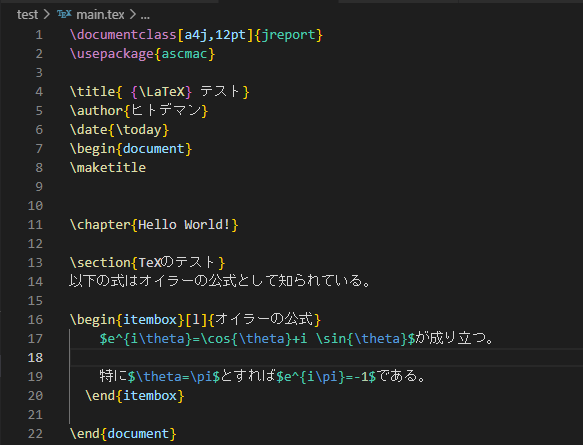 test > TEX main.tex > ...
1 \documentclass[a4j,12pt]{jreport}
2 \usepackage{ascmac}
3
4 \title{ {\LaTeX} テスト}
5 \author{ヒトデマン}
6 \date{\today}
7 \begin{document}
8 \maketitle
9
10
11 \chapter{Hello World!}
12
13 \section{TeXのテスト}
14 以下の式はオイラーの公式として知られている。
15
16 \begin{itembox}[l]{オイラーの公式}
17 $e^{i\theta}=\cos{\theta}+i \sin{\theta}$が成り立つ。
18
19 特に$\theta=\pi$とすれば$e^{i\pi}=-1$である。
20 \end{itembox}
21
22 \end{document}